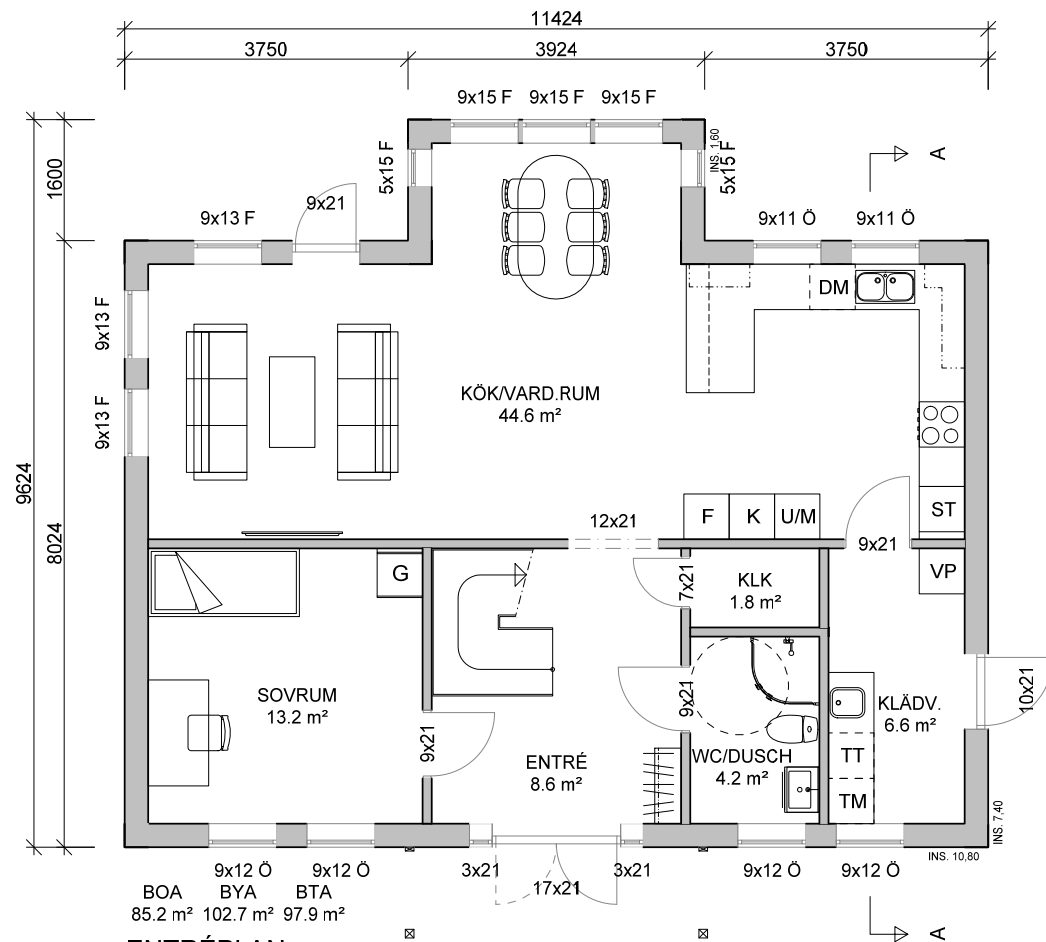 11424
3750
3924
3750
9x15 F
9x15 F
9x15 F
5x15 F
INS. 1,60
5x15 F
A
9624
1600
9x13 F
9x21
9x11 Ö
9x11 Ö
DM
9x13 F
9x13 F
KÖK/VARD.RUM
44.6 m²
8024
12x21
F
K
U/M
ST
9x21
G
7x21
KLK
1.8 m²
VP
SOVRUM
13.2 m²
9x21
9x21
KLÄDV.
6.6 m²
10x21
ENTRÉ
8.6 m²
WC/DUSCH
4.2 m²
TT
TM
INS. 7,40
INS. 10,80
9x12 Ö
9x12 Ö
3x21
17x21
3x21
9x12 Ö
9x12 Ö
BOA
BYA
BTA
85.2 m²
102.7 m²
97.9 m²
A
ENTRÉPLAN